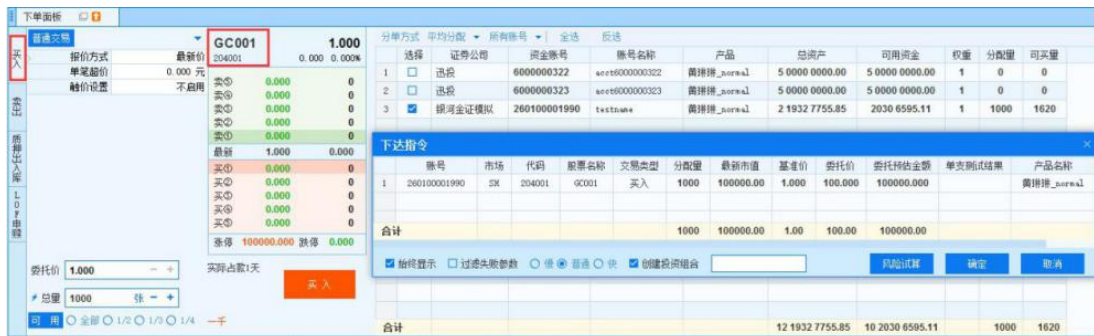 下单面板
买入
卖出
质押出入库
LOF申赎
普通交易
报价方式 最新价
单笔超价 0.000 元
触价设置 不启用
GC001 1.000
204001 0.000 0.000%
卖⑤ 0.000 0
卖④ 0.000 0
卖③ 0.000 0
卖② 0.000 0
卖① 0.000 0
最新 1.000 0.000
买① 0.000 0
买② 0.000 0
买③ 0.000 0
买④ 0.000 0
买⑤ 0.000 0
涨停 100000.000 跌停 0.000
委托价 1.000 - +
实际占款1天
总量 1000 张 - +
买入
可用 全部 1/2 1/3 1/4 一千
分单方式 平均分配 所有账号 全选 反选
选择 证券公司 资金账号 账号名称 产品 总资产 可用资金 权重 分配量 可买量
1 迅投 6000000322 acct6000000322 黄拼拼_normal 5 0000 0000.00 5 0000 0000.00 1 0 0
2 迅投 6000000323 acct6000000323 黄拼拼_normal 5 0000 0000.00 5 0000 0000.00 1 0 0
3 银河金证模拟 260100001990 testname 黄拼拼_normal 2 1932 7755.85 2030 6595.11 1 1000 1620
下达指令 ×
账号 市场 代码 股票名称 交易类型 分配量 最新市值 基准价 委托价 委托预估金额 单支测试结果 产品名称
1 260100001990 SH 204001 GC001 买入 1000 100000.00 1.000 100.000 100000.000 黄拼拼_normal
合计 1000 100000.00 1.00 100.00 100000.00
始终显示 过滤失败参数 慢 普通 快 创建投资组合 风险试算 确定 取消
合计 12 1932 7755.85 10 2030 6595.11 1000 1620